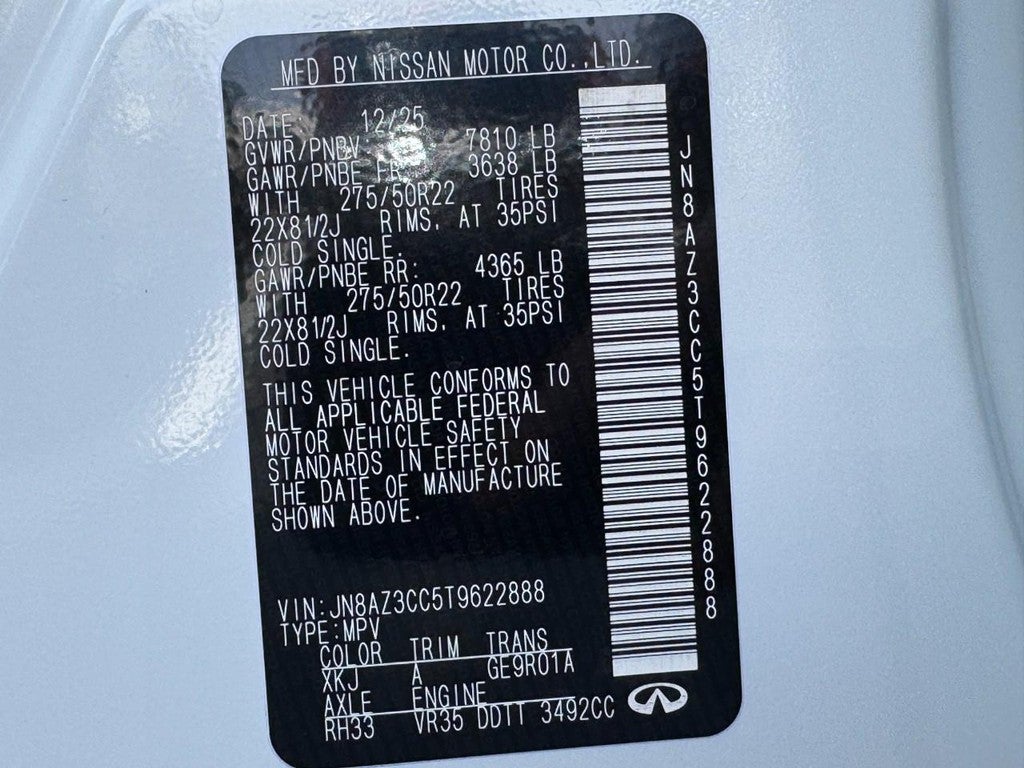 MFD BY NISSAN MOTOR CO.,LTD.
DATE: 12/25
GVWR/PNBV: 7810 LB
GAWR/PNBE FR: 3638 LB
WITH 275/50R22 TIRES
22X81/2J RIMS, AT 35PSI
COLD SINGLE.
GAWR/PNBE RR: 4365 LB
WITH 275/50R22 TIRES
22X81/2J RIMS, AT 35PSI
COLD SINGLE.
THIS VEHICLE CONFORMS TO
ALL APPLICABLE FEDERAL
MOTOR VEHICLE SAFETY
STANDARDS IN EFFECT ON
THE DATE OF MANUFACTURE
SHOWN ABOVE.
VIN:JN8AZ3CC5T9622888
TYPE:MPV
COLOR TRIM TRANS
XKJ A GE9R01A
AXLE ENGINE
RH33 VR35 DDTT 3492CC
JN8AZ3CC5T9622888